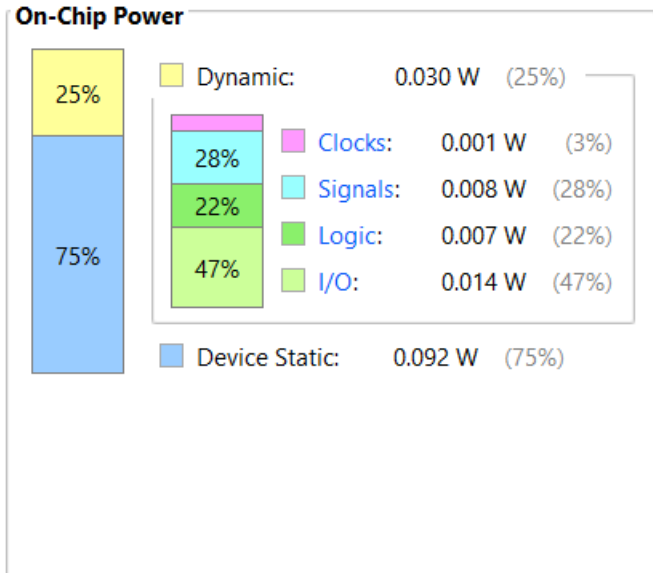 On-Chip Power
25%
Dynamic: 0.030 W (25%)
Clocks: 0.001 W (3%)
28%
Signals: 0.008 W (28%)
22%
Logic: 0.007 W (22%)
75%
47%
I/O: 0.014 W (47%)
Device Static: 0.092 W (75%)